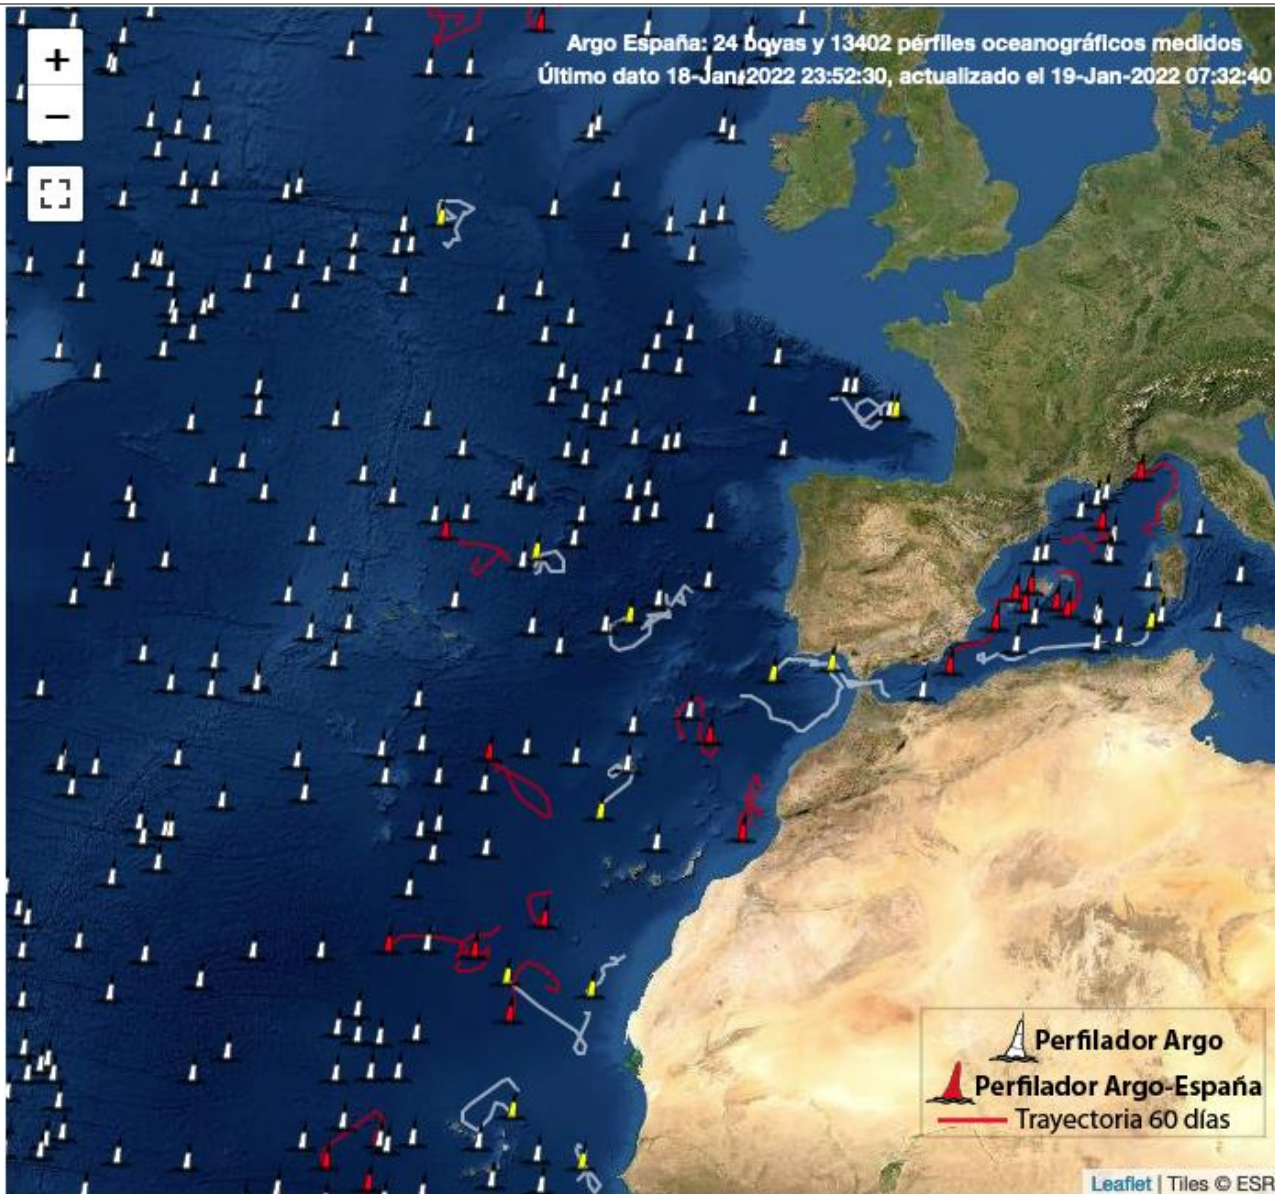 +
Argo España: 24 boyas y 13402 perfiles oceanográficos medidos
Último dato 18-Jan-2022 23:52:30, actualizado el 19-Jan-2022 07:32:40
−
Perfilador Argo
Perfilador Argo-España
Trayectoria 60 días
Leaflet | Tiles © ESR